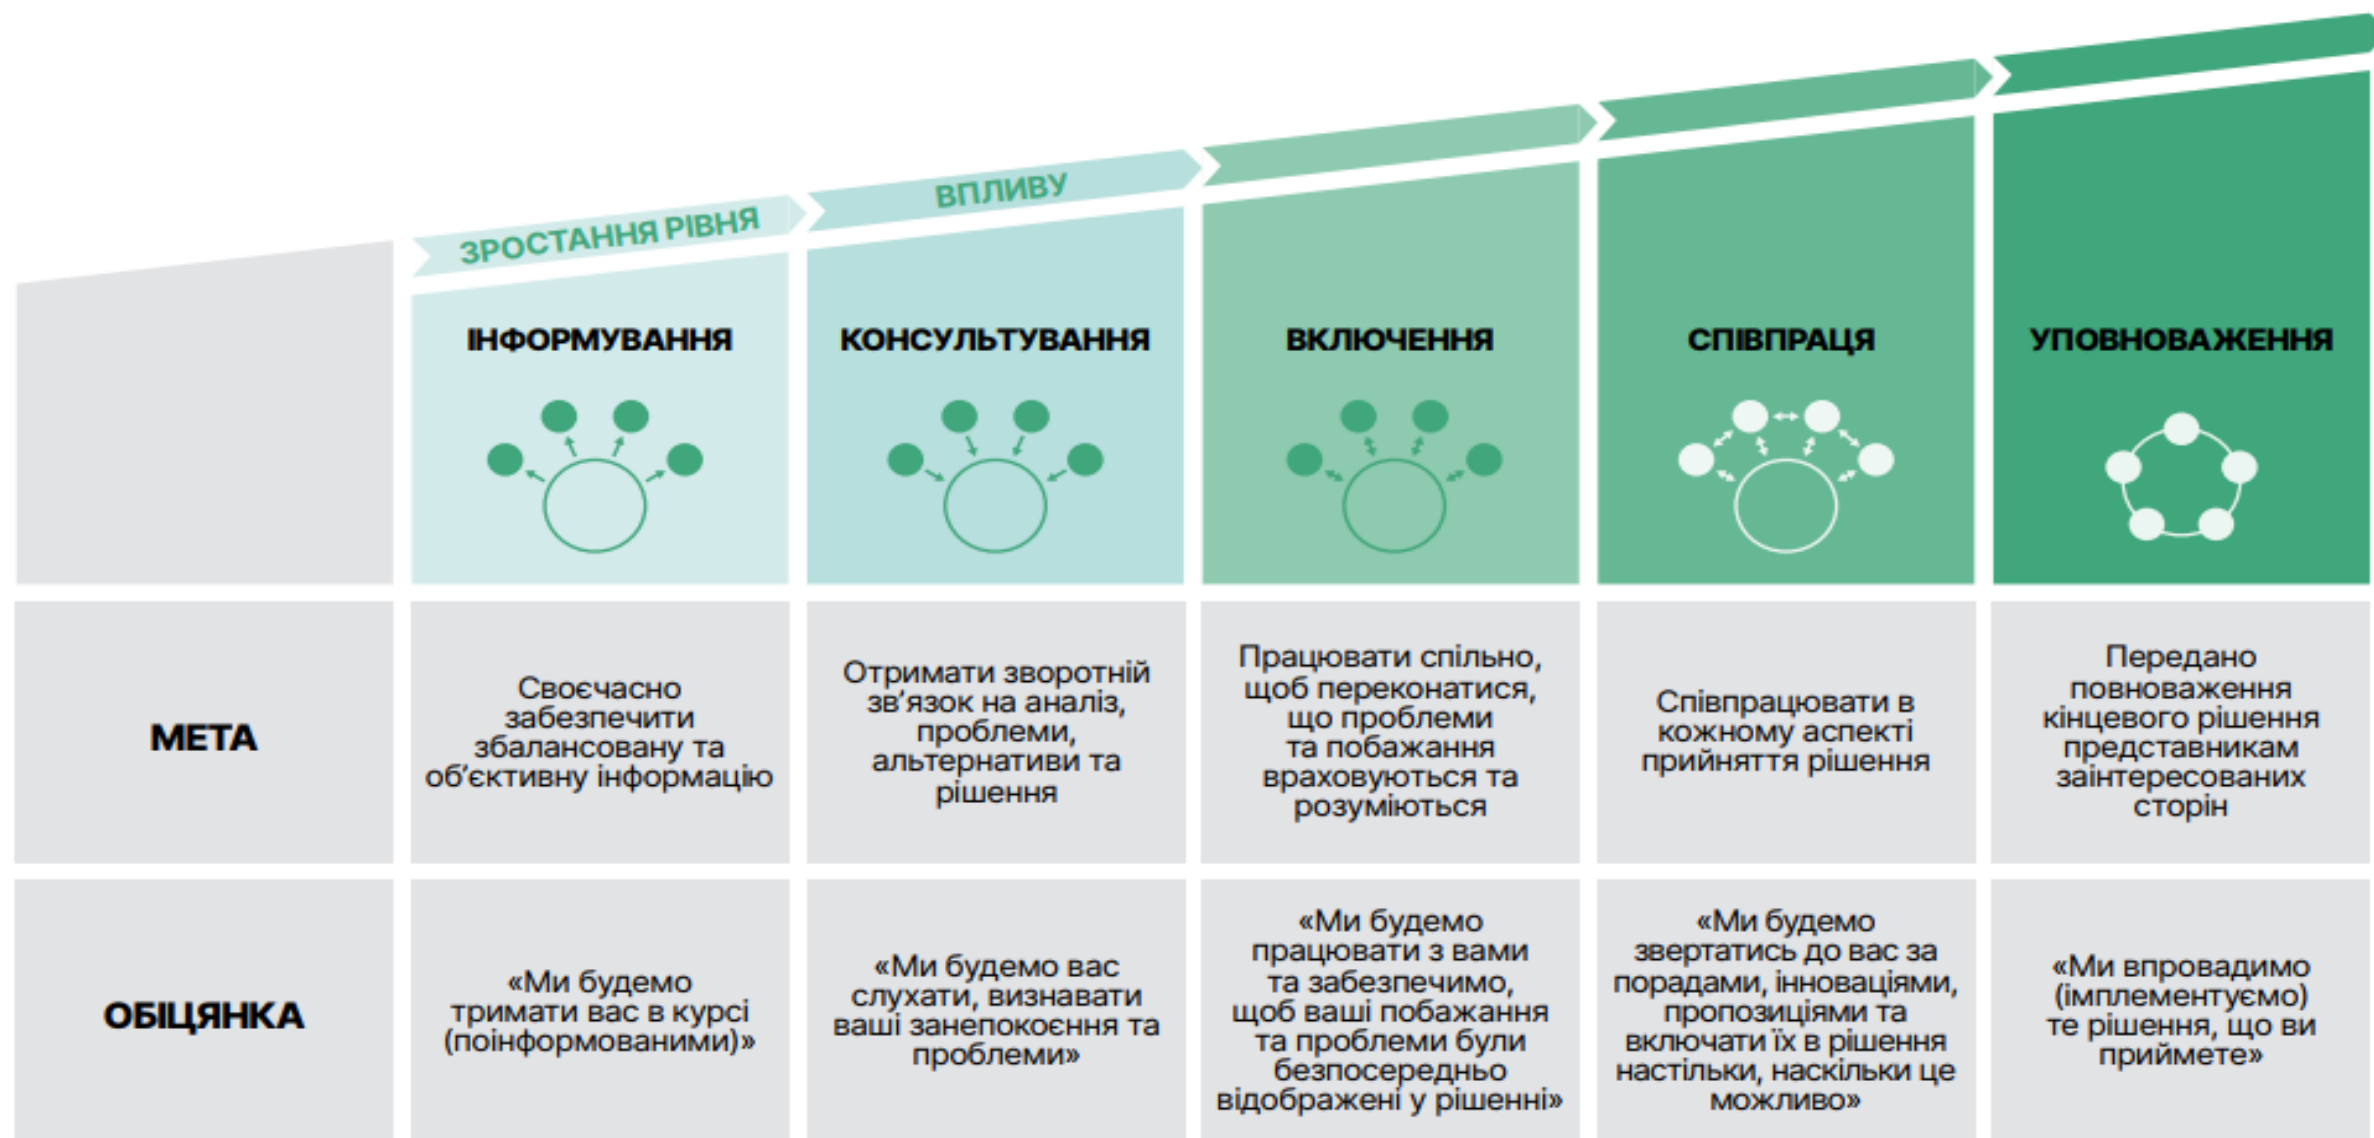 ЗРОСТАННЯ РІВНЯ
ВПЛИВУ
ІНФОРМУВАННЯ
КОНСУЛЬТУВАННЯ
ВКЛЮЧЕННЯ
СПІВПРАЦЯ
УПОВНОВАЖЕННЯ
МЕТА
Своєчасно
забезпечити
збалансовану та
об’єктивну інформацію
Отримати зворотній
зв’язок на аналіз,
проблеми,
альтернативи та
рішення
Працювати спільно,
щоб переконатися,
що проблеми
та побажання
враховуються та
розуміються
Співпрацювати в
кожному аспекті
прийняття рішення
Передано
повноваження
кінцевого рішення
представникам
заінтересованих
сторін
ОБІЦЯНКА
«Ми будемо
тримати вас в курсі
(поінформованими)»
«Ми будемо вас
слухати, визнавати
ваші занепокоєння та
проблеми»
«Ми будемо
працювати з вами
та забезпечимо,
щоб ваші побажання
та проблеми були
безпосередньо
відображені у рішенні»
«Ми будемо
звертатись до вас за
порадами, інноваціями,
пропозиціями та
включати їх в рішення
настільки, наскільки це
можливо»
«Ми впровадимо
(імплементуємо)
те рішення, що ви
приймете»